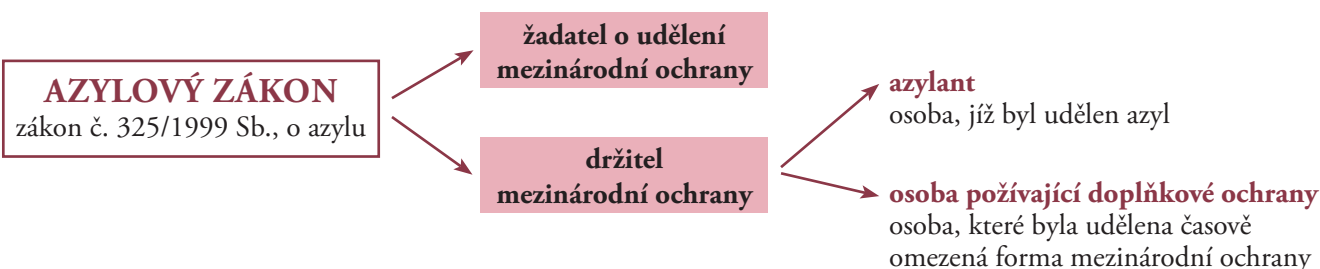 AZYLOVÝ ZÁKON
zákon č. 325/1999 Sb., o azylu
žadatel o udělení
mezinárodní ochrany
držitel
mezinárodní ochrany
azylant
osoba, jíž byl udělen azyl
osoba požívající doplňkové ochrany
osoba, které byla udělena časově
omezená forma mezinárodní ochrany